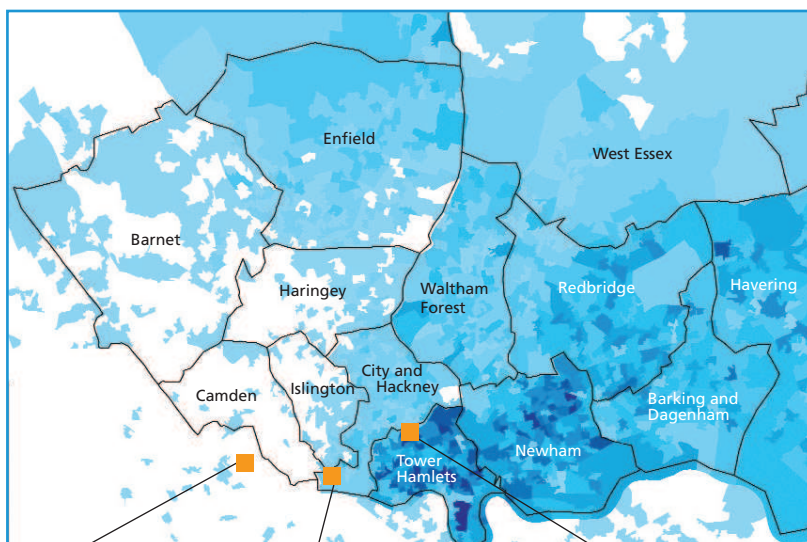 Enfield
West Essex
Barnet
Haringey
Waltham
Forest
Redbridge
Havering
City and
Hackney
Camden
Islington
Barking and
Dagenham
Newham
Tower
Hamlets